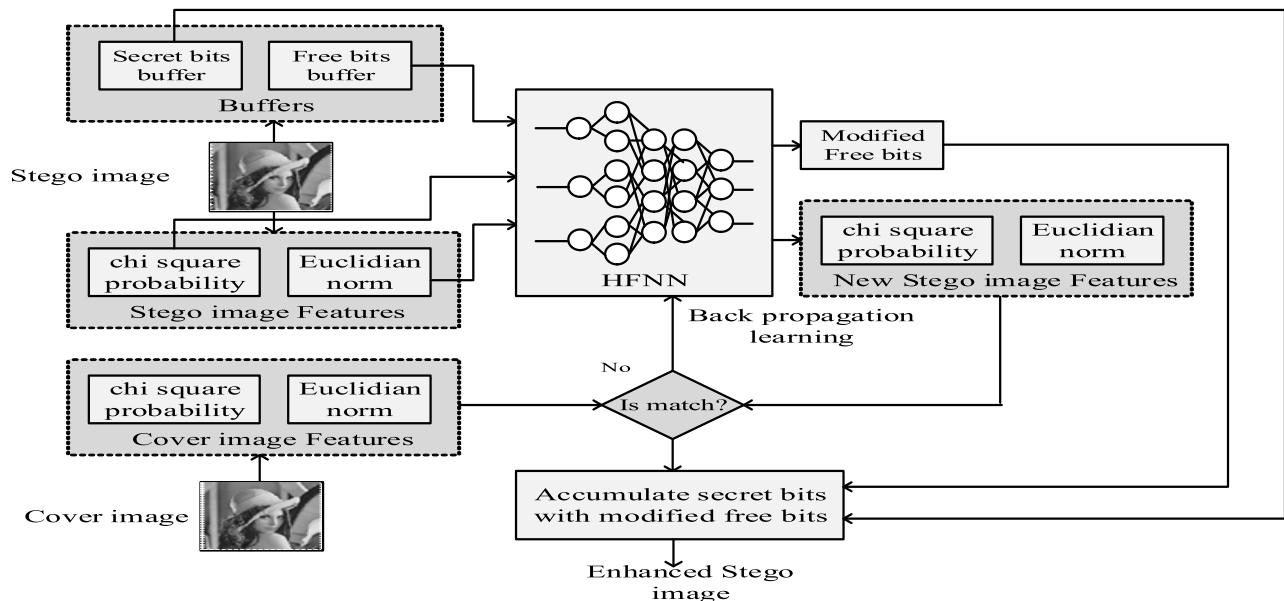 Secret bits
buffer
Free bits
buffer
Buffers
Stego image
chi square
probability
Euclidian
norm
Stego image Features
chi square
probability
Euclidian
norm
Cover image Features
Cover image
HFNN
Modified
Free bits
chi square
probability
Euclidian
norm
New Stego image Features
Back propagation
learning
No
Is match?
Accumulate secret bits
with modified free bits
Enhanced Stego
image